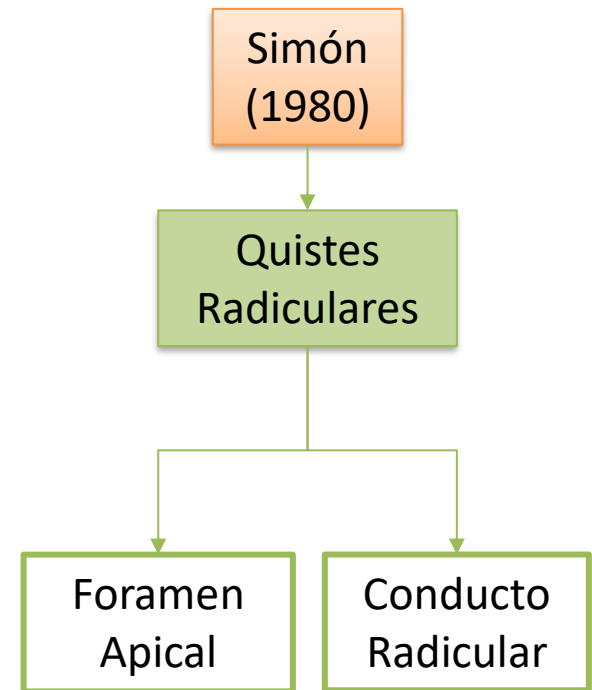 Simón
(1980)
Quistes
Radiculares
Foramen
Apical
Conducto
Radicular